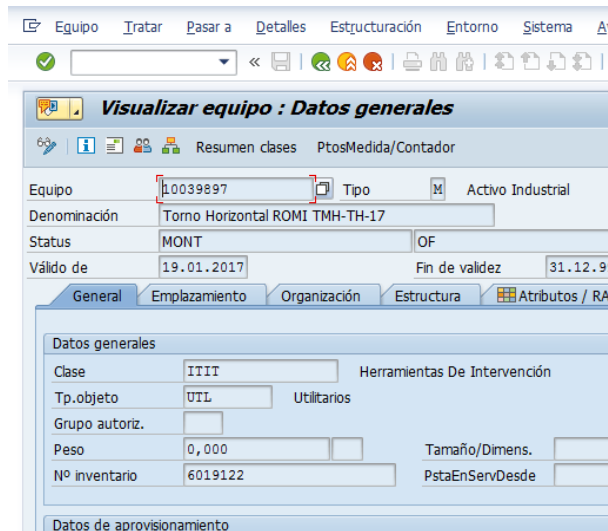 Equipo Tratar Pasar a Detalles Estructuración Entorno Sistema
Visualizar equipo : Datos generales
Resumen clases PtosMedida/Contador
Equipo 10039897 Tipo M Activo Industrial
Denominación Torno Horizontal ROMI TMH-TH-17
Status MONT OF
Válido de 19.01.2017 Fin de validez 31.12.9
General Emplazamiento Organización Estructura Atributos / RA
Datos generales
Clase ITIT Herramientas De Intervención
Tp.objeto UTL Utilitarios
Grupo autoriz.
Peso 0,000 Tamaño/Dimens.
Nº inventario 6019122 PstaEnServDesde
Datos de aprovisionamiento